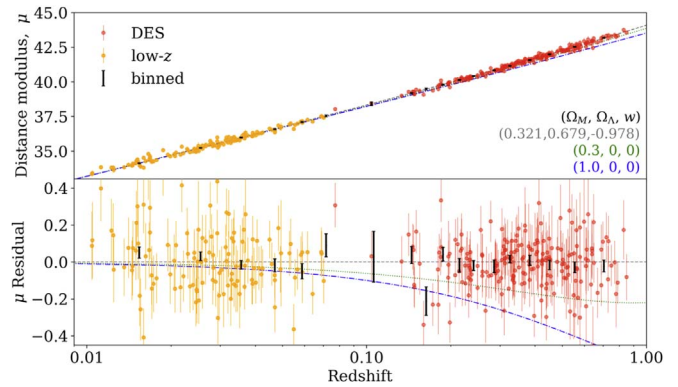 45.0
42.5
40.0
37.5
35.0
Distance modulus, μ
DES
low-z
binned
(Ω_M, Ω_Λ, w)
(0.321,0.679,-0.978)
(0.3, 0, 0)
(1.0, 0, 0)
0.4
0.2
0.0
−0.2
−0.4
μ Residual
0.01
0.10
1.00
Redshift